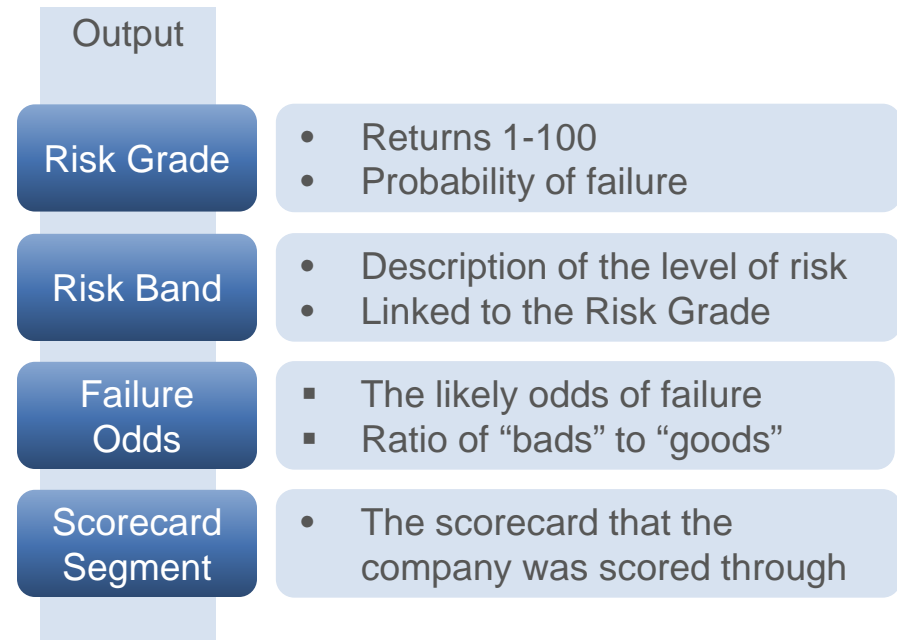 Output
Risk Grade
• Returns 1-100
• Probability of failure
Risk Band
• Description of the level of risk
• Linked to the Risk Grade
Failure
Odds
▪ The likely odds of failure
▪ Ratio of “bads” to “goods”
Scorecard
Segment
• The scorecard that the
company was scored through